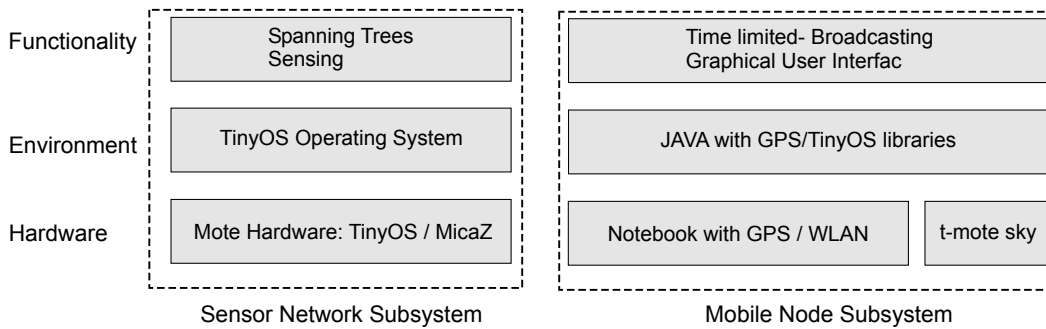 Functionality
Spanning Trees
Sensing
Time limited- Broadcasting
Graphical User Interfac
Environment
TinyOS Operating System
JAVA with GPS/TinyOS libraries
Hardware
Mote Hardware: TinyOS / MicaZ
Notebook with GPS / WLAN
t-mote sky
Sensor Network Subsystem
Mobile Node Subsystem